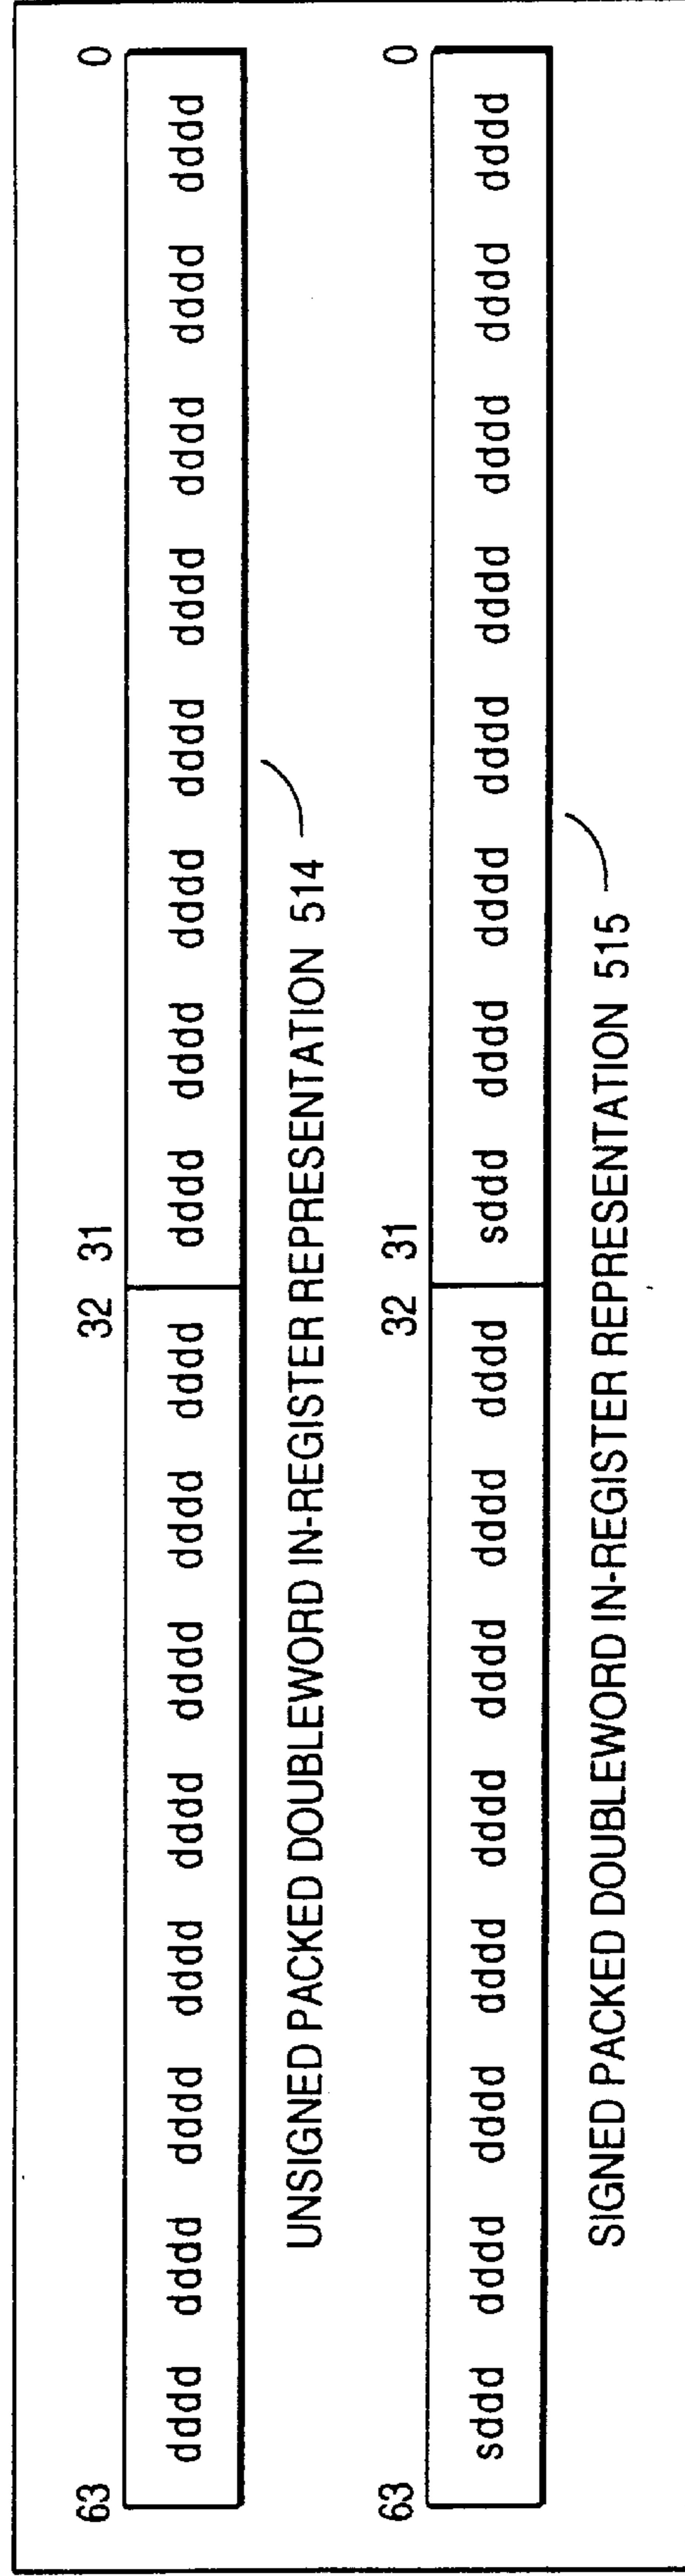 63 32 31 0
dddd dddd dddd dddd dddd dddd dddd dddd dddd dddd dddd dddd dddd dddd dddd dddd
UNSIGNED PACKED DOUBLEWORD IN-REGISTER REPRESENTATION 514
63 32 31 0
sddd dddd dddd dddd dddd dddd dddd dddd sddd dddd dddd dddd dddd dddd dddd dddd
SIGNED PACKED DOUBLEWORD IN-REGISTER REPRESENTATION 515